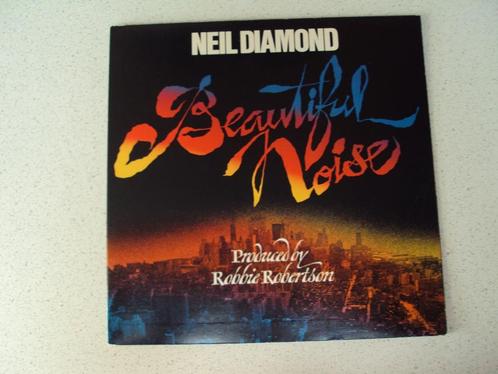 NEIL DIAMOND
Beautiful
Noise
Produced by
Robbie Robertson